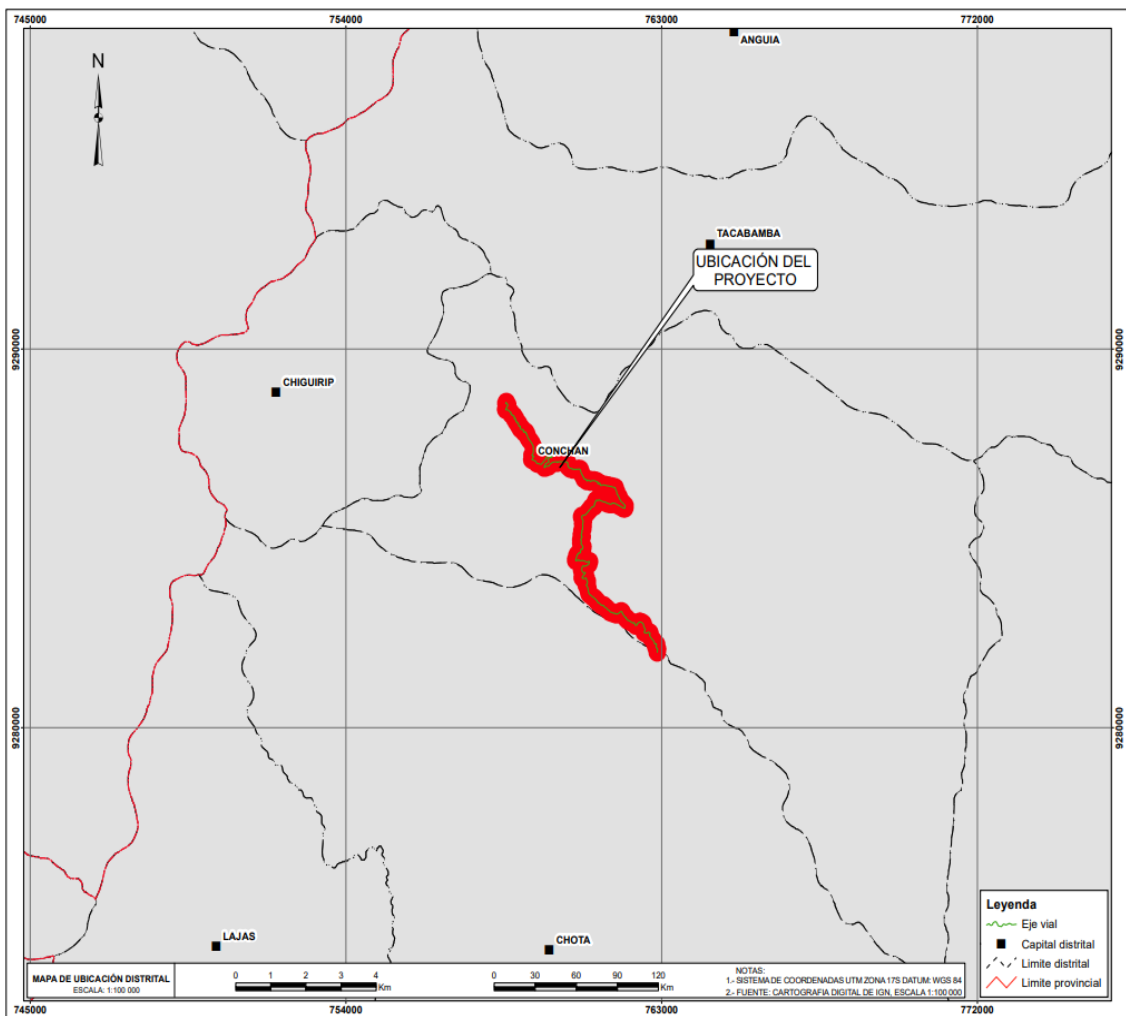 745000
754000
763000
772000
ANGUIA
N
TACABAMBA
UBICACIÓN DEL
PROYECTO
9290000
9290000
CHIGUIRIP
CONCHAN
9280000
9280000
Leyenda
Eje vial
Capital distrital
Limite distrital
Limite provincial
LAJAS
CHOTA
MAPA DE UBICACIÓN DISTRITAL
ESCALA: 1:100 000
0 1 2 3 4
Km
0 30 60 90 120
Km
NOTAS:
1.- SISTEMA DE COORDENADAS UTM ZONA 17S DATUM: WGS 84
2.- FUENTE: CARTOGRAFIA DIGITAL DE IGN, ESCALA 1:100 000
745000
754000
763000
772000